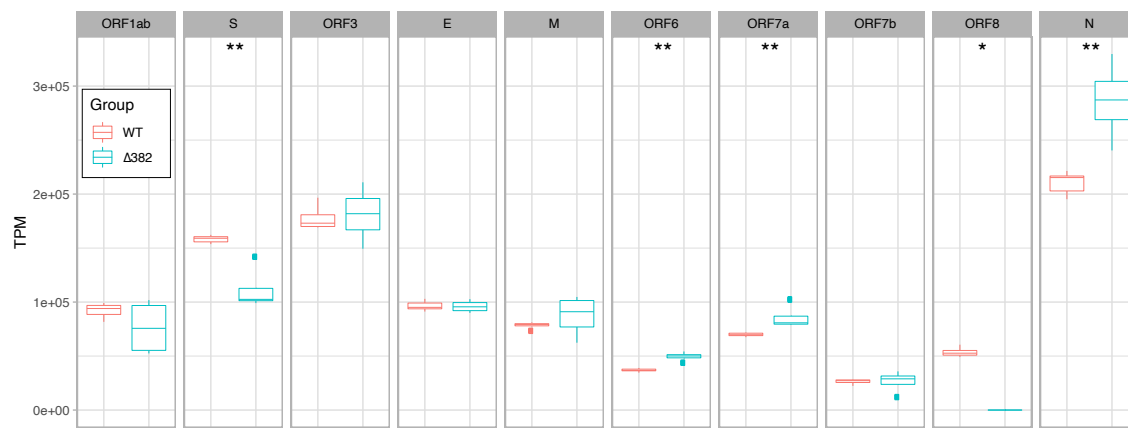 ORF1ab S ORF3 E M ORF6 ORF7a ORF7b ORF8 N
** ** ** * **
3e+05
Group
WT
Δ382
2e+05
TPM
1e+05
0e+00